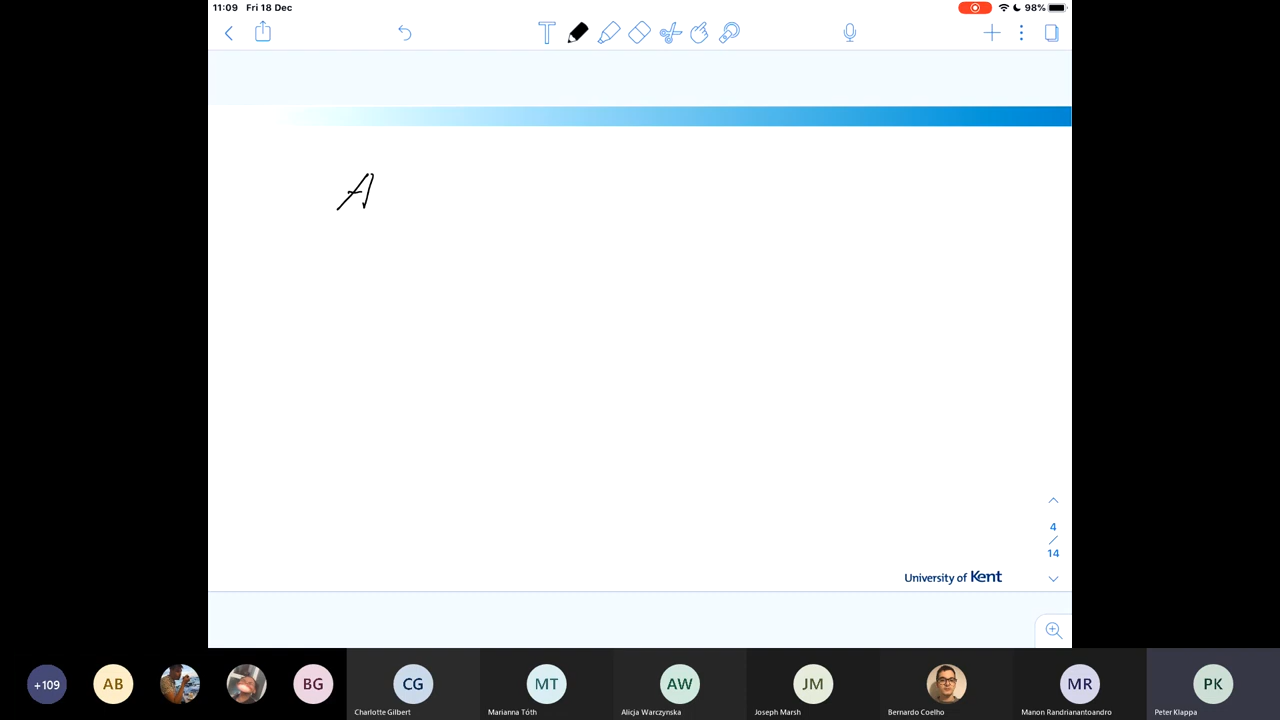 11:09 Fri 18 Dec 98%
T
A
4
/
14
University of Kent
+109 AB BG CG MT AW JM MR PK
Charlotte Gilbert Marianna Tóth Alicja Warczynska Joseph Marsh Bernardo Coelho Manon Randrianantoandro Peter Klappa